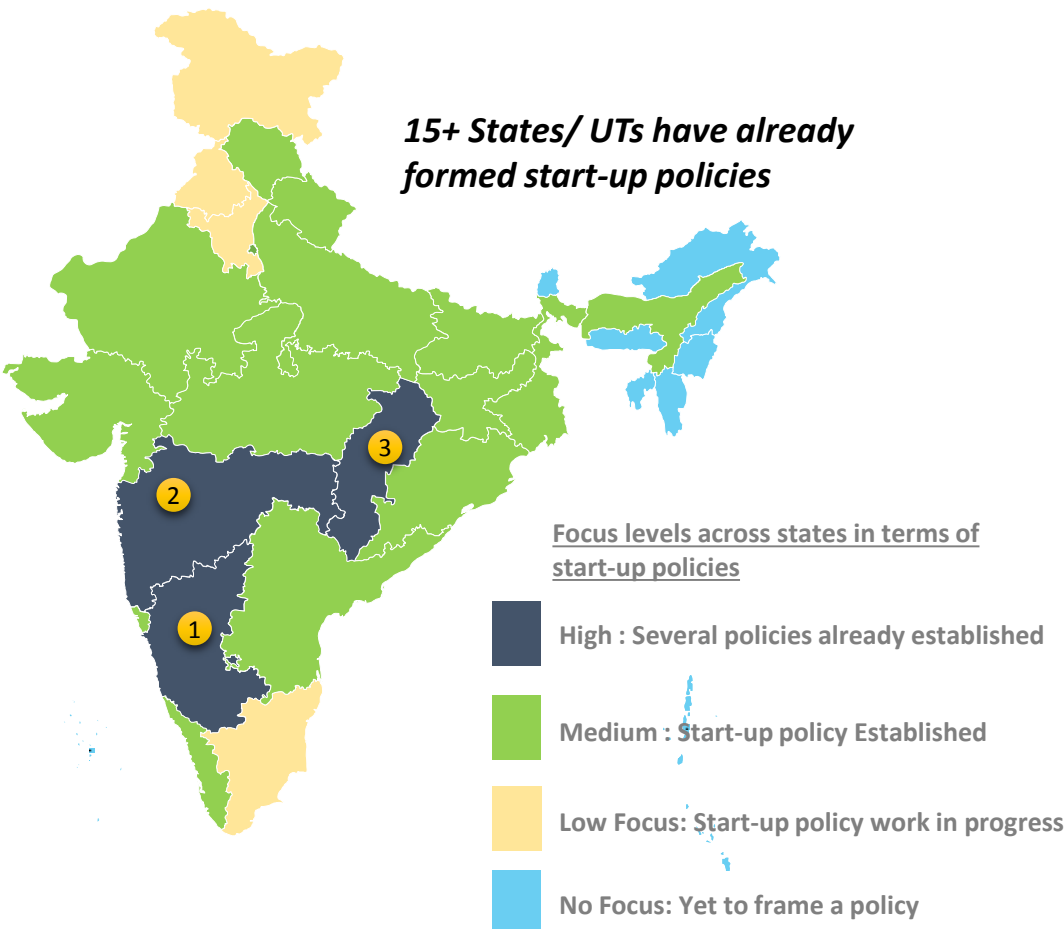 15+ States/ UTs have already
formed start-up policies
3
2
1
Focus levels across states in terms of
start-up policies
High : Several policies already established
Medium : Start-up policy Established
Low Focus: Start-up policy work in progress
No Focus: Yet to frame a policy